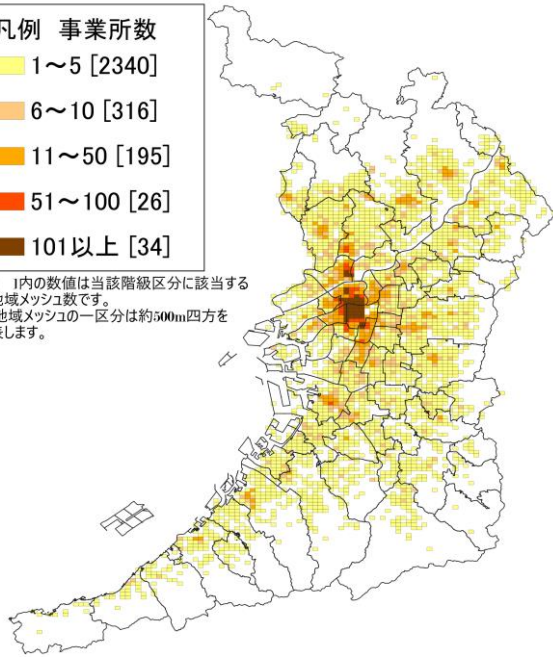 凡例 事業所数
1～5 [2340]
6～10 [316]
11～50 [195]
51～100 [26]
101以上 [34]
]内の数値は当該階級区分に該当する
地域メッシュ数です。
地域メッシュの一区分は約500m四方を
表します。